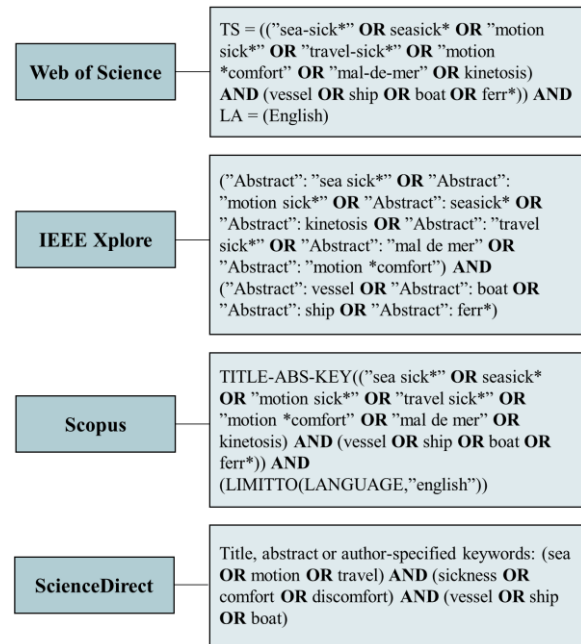 Web of Science
TS = ((”sea-sick*” OR seasick* OR ”motion
sick*” OR ”travel-sick*” OR ”motion
*comfort” OR ”mal-de-mer” OR kinetosis)
AND (vessel OR ship OR boat OR ferr*)) AND
LA = (English)
IEEE Xplore
(”Abstract”: ”sea sick*” OR ”Abstract”:
”motion sick*” OR ”Abstract”: seasick* OR
”Abstract”: kinetosis OR ”Abstract”: ”travel
sick*” OR ”Abstract”: ”mal de mer” OR
”Abstract”: ”motion *comfort”) AND
(”Abstract”: vessel OR ”Abstract”: boat OR
”Abstract”: ship OR ”Abstract”: ferr*)
Scopus
TITLE-ABS-KEY((”sea sick*” OR seasick*
OR ”motion sick*” OR ”travel sick*” OR
”motion *comfort” OR ”mal de mer” OR
kinetosis) AND (vessel OR ship OR boat OR
ferr*)) AND
(LIMITTO(LANGUAGE,”english”))
ScienceDirect
Title, abstract or author-specified keywords: (sea
OR motion OR travel) AND (sickness OR
comfort OR discomfort) AND (vessel OR ship
OR boat)